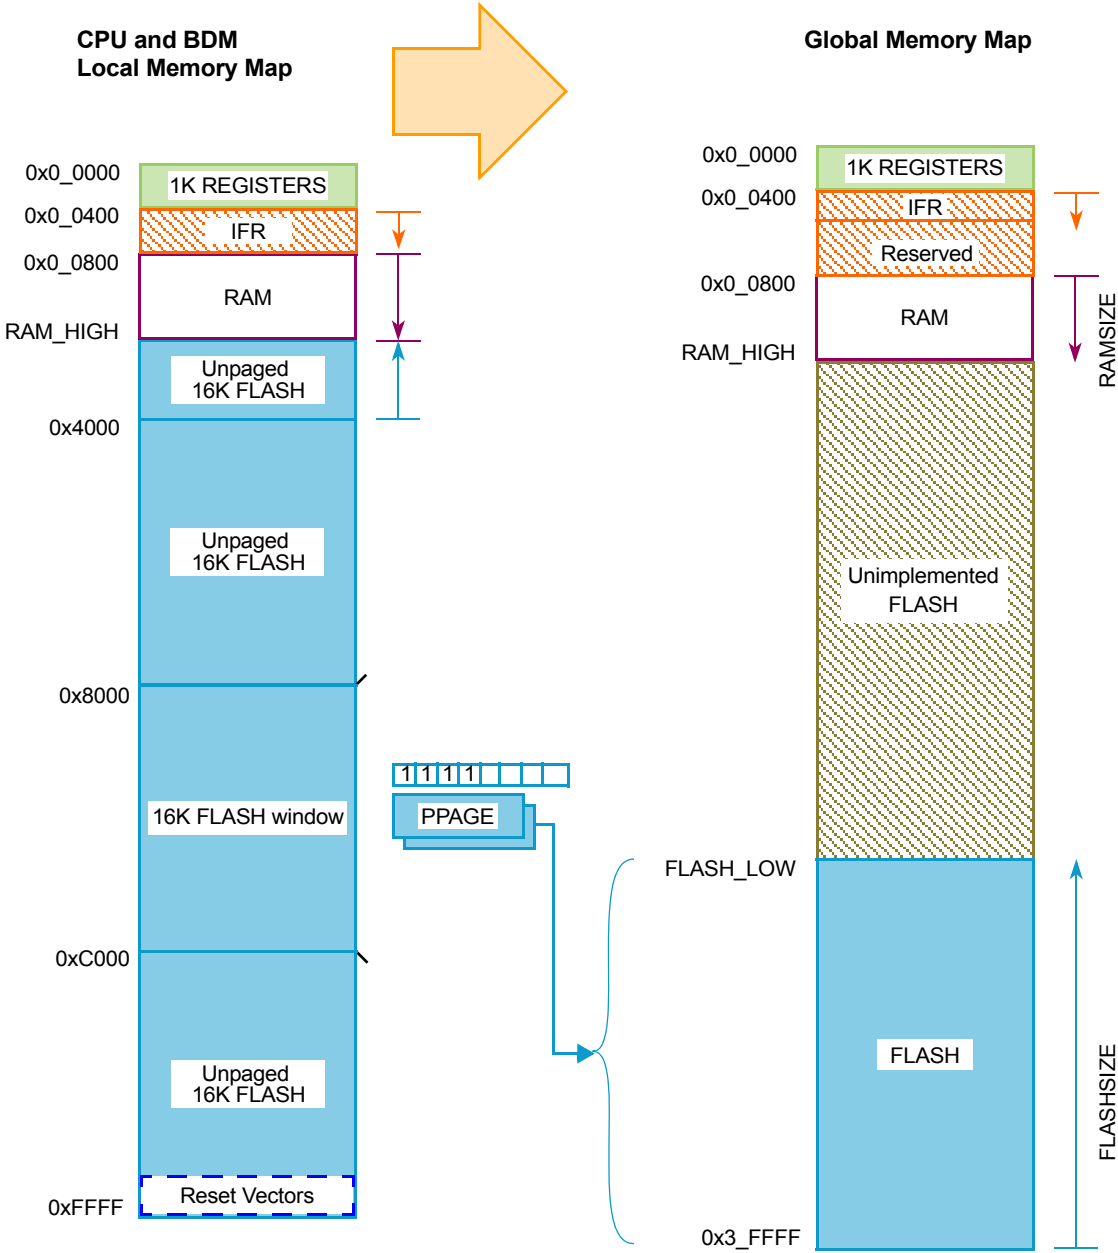 CPU and BDM
Local Memory Map
Global Memory Map
0x0_0000
1K REGISTERS
0x0_0400
IFR
0x0_0800
RAM
RAM_HIGH
Unpaged
16K FLASH
0x4000
Unpaged
16K FLASH
0x8000
16K FLASH window
0xC000
Unpaged
16K FLASH
Reset Vectors
0xFFFF
1 1 1 1
PPAGE
0x0_0000
1K REGISTERS
0x0_0400
IFR
Reserved
0x0_0800
RAM
RAM_HIGH
RAMSIZE
Unimplemented
FLASH
FLASH_LOW
FLASH
FLASHSIZE
0x3_FFFF